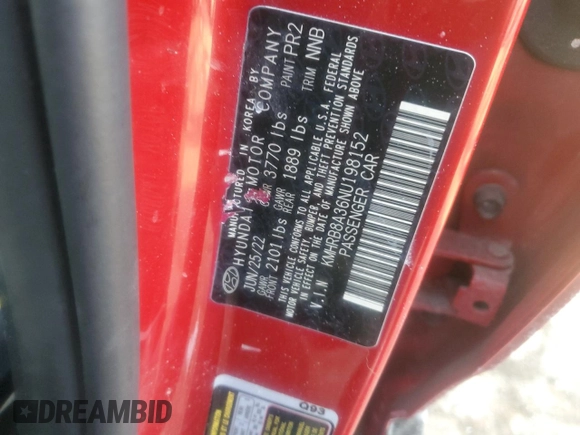 MANUFACTURED IN KOREA BY
HYUNDAI MOTOR COMPANY
JUN/25/22 GVWR 3770 lbs PAINT PR2
GAWR FRONT 2101 lbs GAWR REAR 1889 lbs TRIM NNB
THIS VEHICLE CONFORMS TO ALL APPLICABLE U.S.A. FEDERAL
MOTOR VEHICLE SAFETY, BUMPER, AND THEFT PREVENTION STANDARDS
IN EFFECT ON THE DATE OF MANUFACTURE SHOWN ABOVE
V.I.N KMHRB8A36NU198152
PASSENGER CAR
Q93
DREAMBID